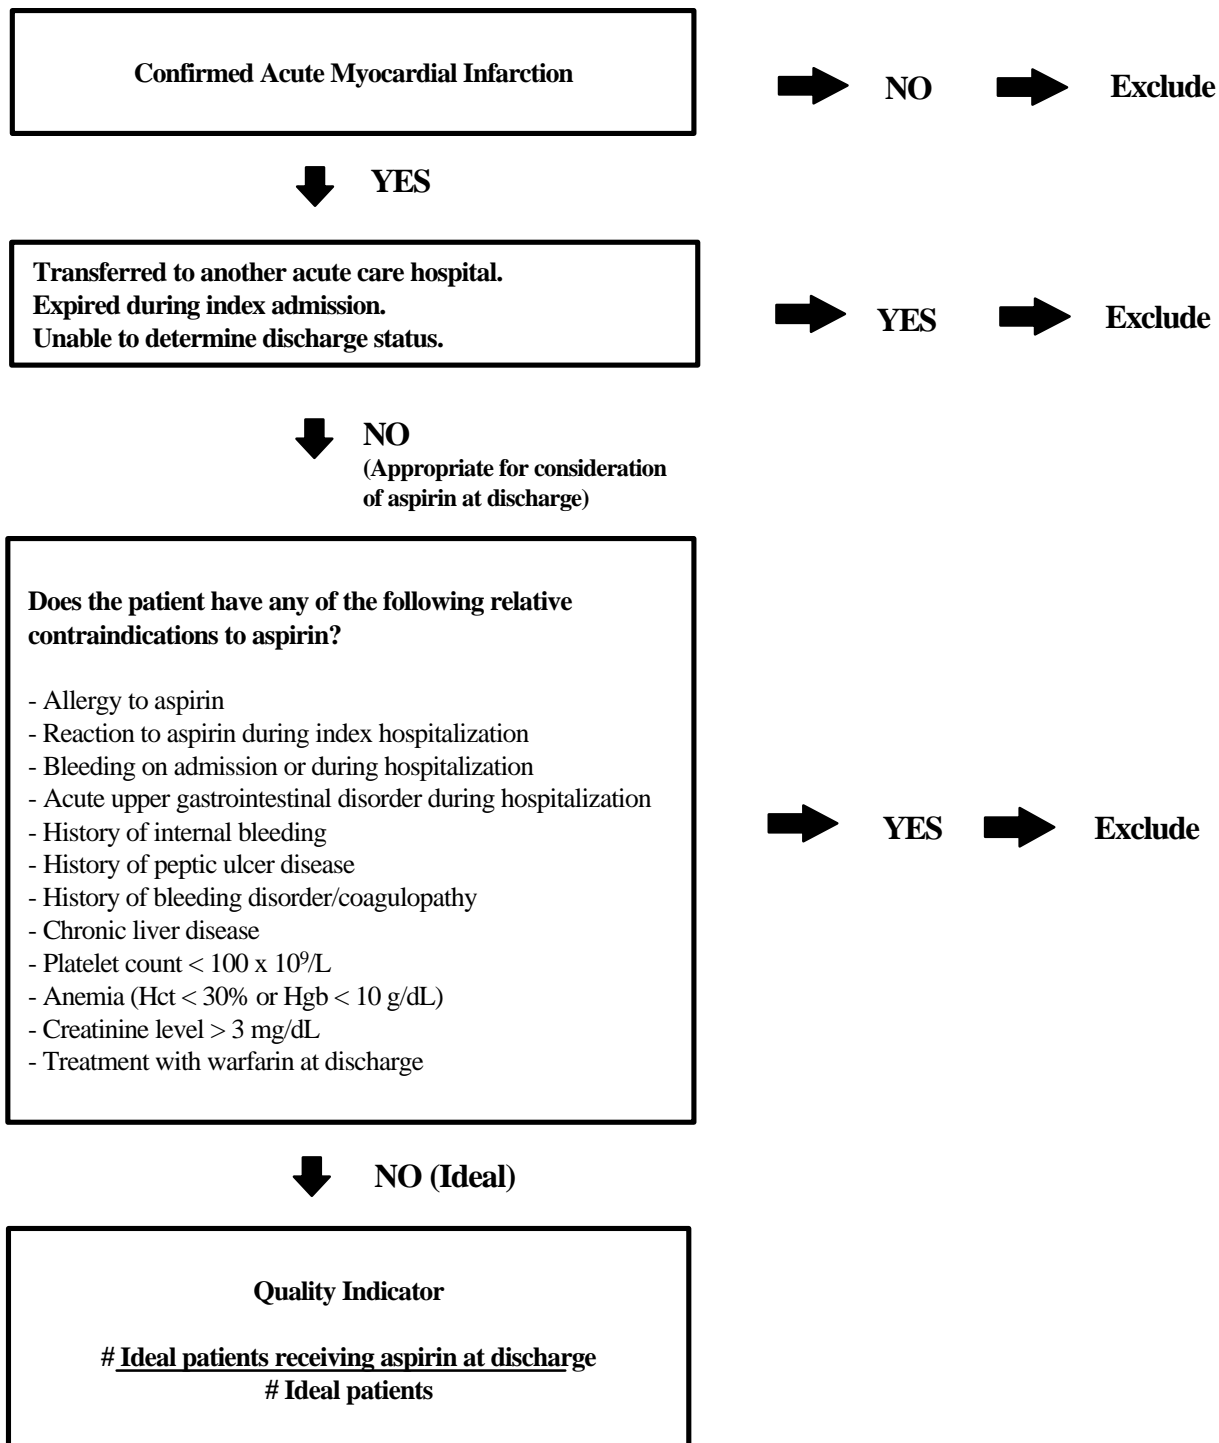 Confirmed Acute Myocardial Infarction
NO
Exclude
YES
Transferred to another acute care hospital.
Expired during index admission.
Unable to determine discharge status.
YES
Exclude
NO
(Appropriate for consideration
of aspirin at discharge)
Does the patient have any of the following relative
contraindications to aspirin?
- Allergy to aspirin
- Reaction to aspirin during index hospitalization
- Bleeding on admission or during hospitalization
- Acute upper gastrointestinal disorder during hospitalization
- History of internal bleeding
- History of peptic ulcer disease
- History of bleeding disorder/coagulopathy
- Chronic liver disease
- Platelet count < 100 x 10⁹/L
- Anemia (Hct < 30% or Hgb < 10 g/dL)
- Creatinine level > 3 mg/dL
- Treatment with warfarin at discharge
YES
Exclude
NO (Ideal)
Quality Indicator
# Ideal patients receiving aspirin at discharge
# Ideal patients